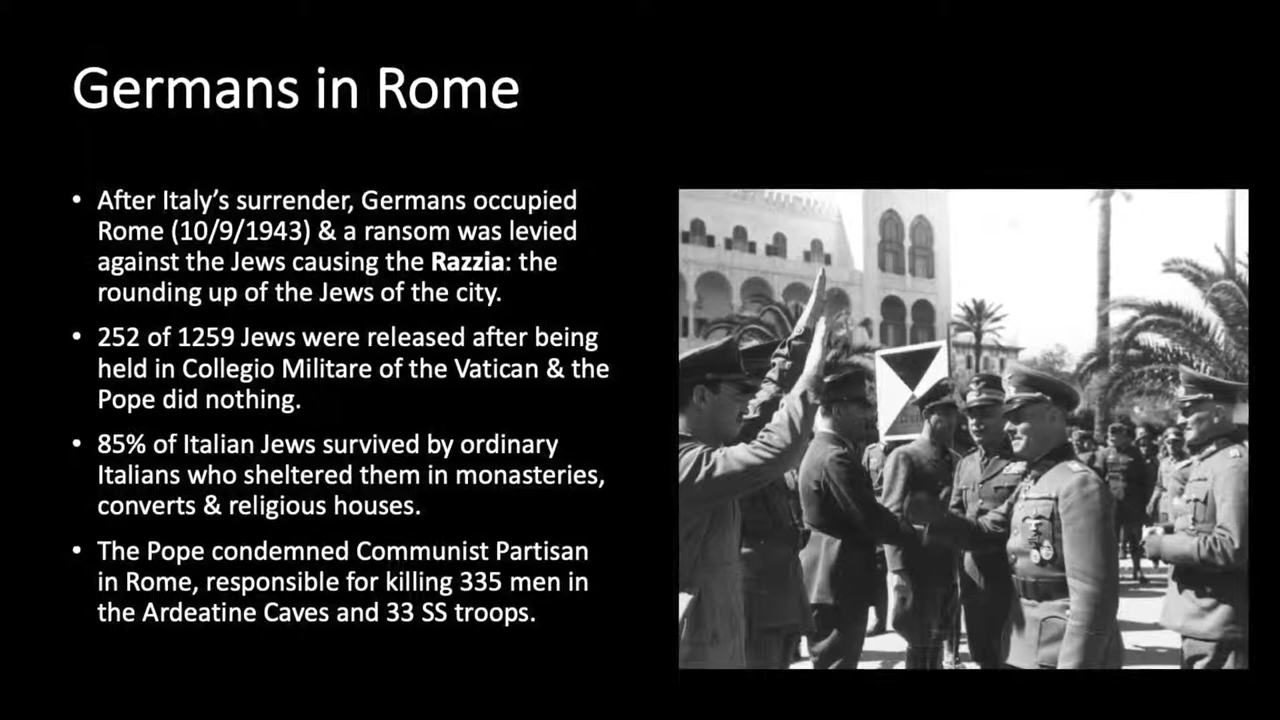 Germans in Rome
• After Italy’s surrender, Germans occupied
Rome (10/9/1943) & a ransom was levied
against the Jews causing the Razzia: the
rounding up of the Jews of the city.
• 252 of 1259 Jews were released after being
held in Collegio Militare of the Vatican & the
Pope did nothing.
• 85% of Italian Jews survived by ordinary
Italians who sheltered them in monasteries,
converts & religious houses.
• The Pope condemned Communist Partisan
in Rome, responsible for killing 335 men in
the Ardeatine Caves and 33 SS troops.